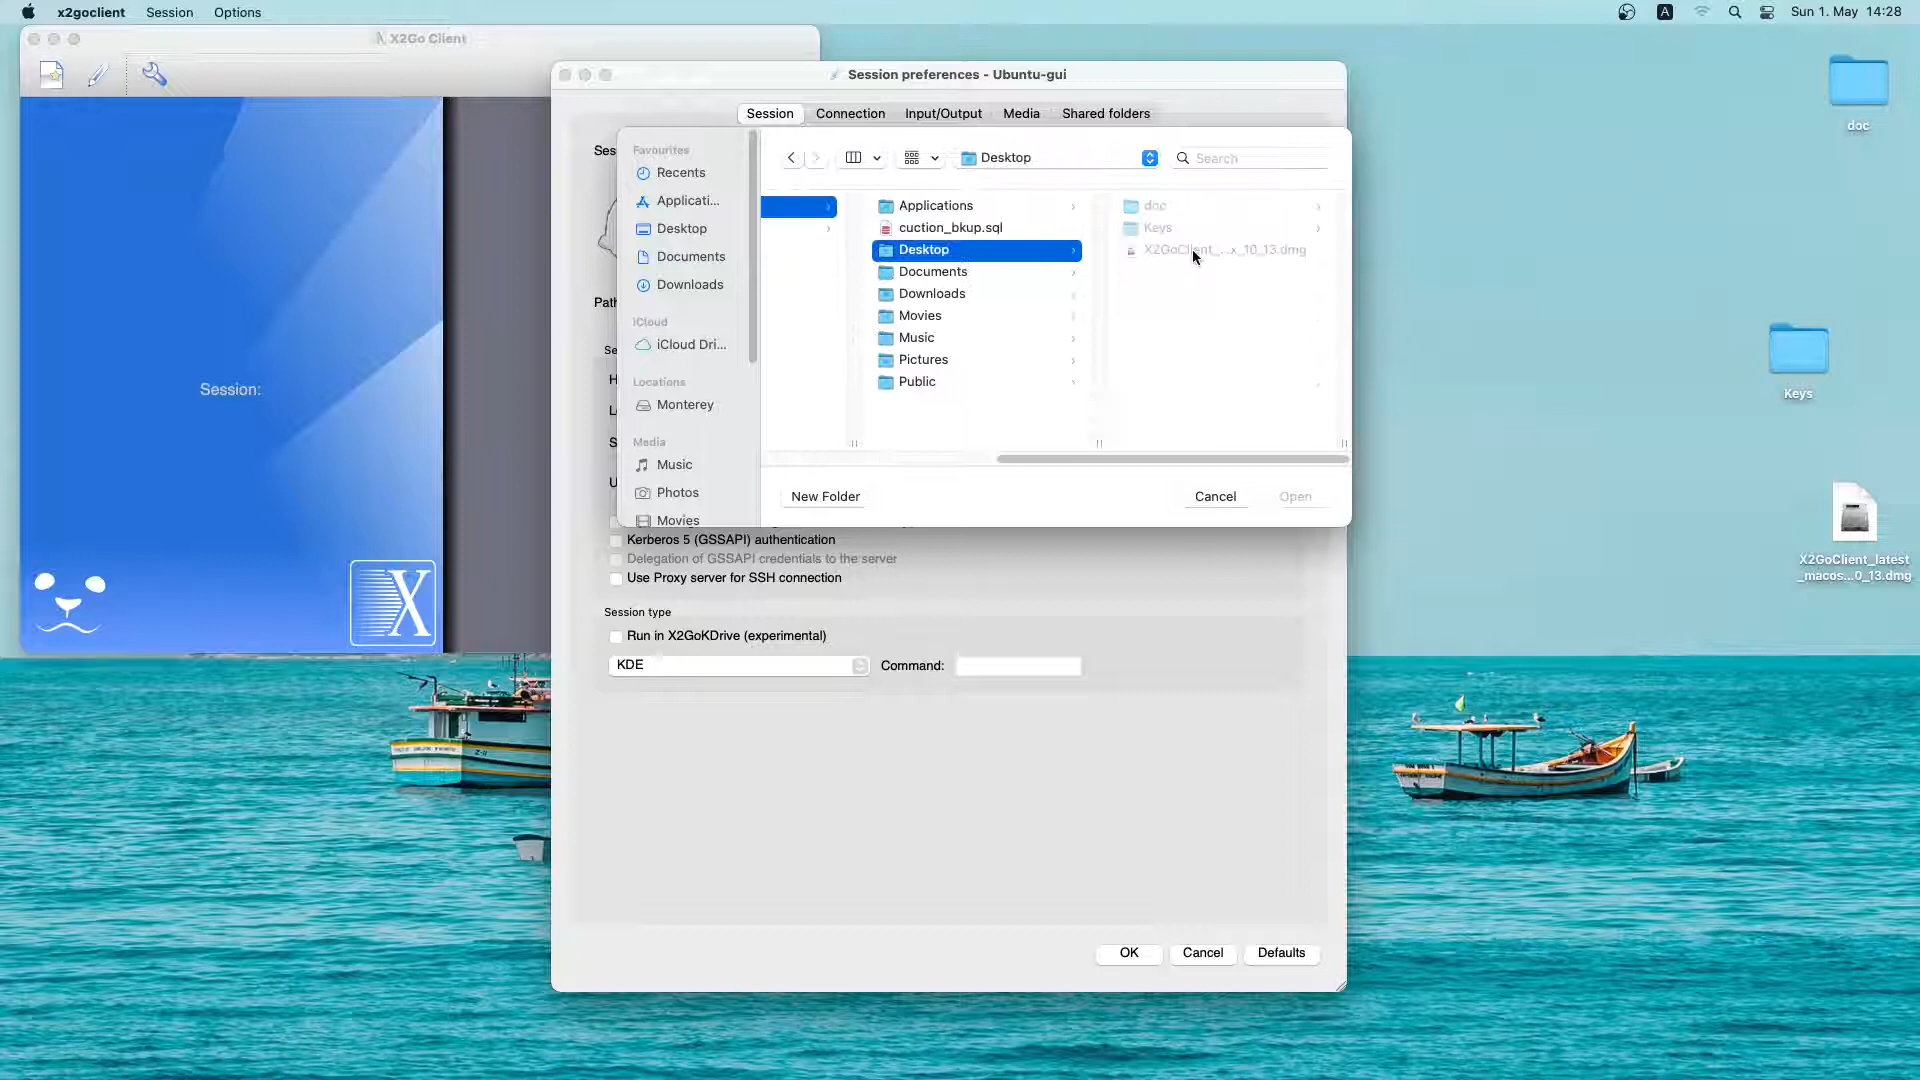 x2goclient Session Options
A Sun 1. May 14:28
X2Go Client
Session:
X
Session preferences - Ubuntu-gui
Session Connection Input/Output Media Shared folders
Ses
Path
Se
H
L
S
U
Favourites
Recents
Applicati...
Desktop
Documents
Downloads
iCloud
iCloud Dri...
Locations
Monterey
Media
Music
Photos
Movies
Desktop
Search
Applications
cuction_bkup.sql
Desktop
Documents
Downloads
Movies
Music
Pictures
Public
doc
Keys
X2GoClient_...x_10_13.dmg
New Folder
Cancel Open
Kerberos 5 (GSSAPI) authentication
Delegation of GSSAPI credentials to the server
Use Proxy server for SSH connection
Session type
Run in X2GoKDrive (experimental)
KDE Command:
OK Cancel Defaults
doc
Keys
X2GoClient_latest
_macos...0_13.dmg